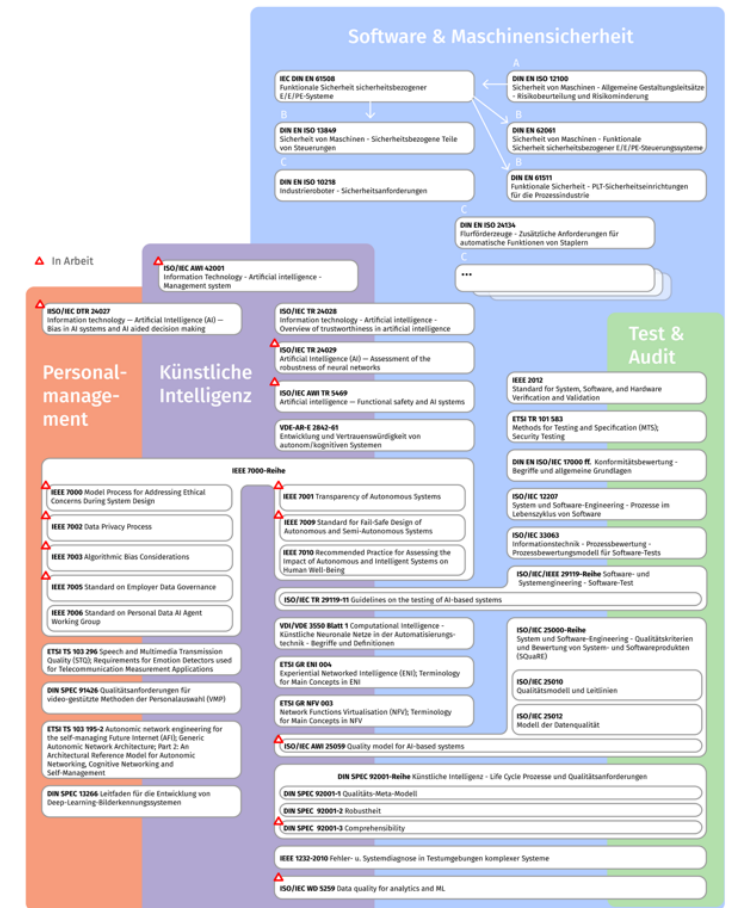 Software & Maschinensicherheit
A
IEC DIN EN 61508
Funktionale Sicherheit sicherheitsbezogener
E/E/PE-Systeme
DIN EN ISO 12100
Sicherheit von Maschinen - Allgemeine Gestaltungsleitsätze
- Risikobeurteilung und Risikominderung
B
DIN EN ISO 13849
Sicherheit von Maschinen - Sicherheitsbezogene Teile
von Steuerungen
B
DIN EN 62061
Sicherheit von Maschinen - Funktionale
Sicherheit sicherheitsbezogener E/E/PE-Steuerungssysteme
C
DIN EN ISO 10218
Industrieroboter - Sicherheitsanforderungen
B
DIN EN 61511
Funktionale Sicherheit - PLT-Sicherheitseinrichtungen
für die Prozessindustrie
C
DIN EN ISO 24134
Flurförderzeuge - Zusätzliche Anforderungen für
automatische Funktionen von Staplern
C
...
In Arbeit
ISO/IEC AWI 42001
Information Technology - Artificial intelligence -
Management system
IISO/IEC DTR 24027
Information technology — Artificial Intelligence (AI) —
Bias in AI systems and AI aided decision making
ISO/IEC TR 24028
Information technology - Artificial intelligence -
Overview of trustworthiness in artificial intelligence
Personal-
manage-
ment
Künstliche
Intelligenz
Test &
Audit
ISO/IEC TR 24029
Artificial Intelligence (AI) — Assessment of the
robustness of neural networks
ISO/IEC AWI TR 5469
Artificial intelligence — Functional safety and AI systems
VDE-AR-E 2842-61
Entwicklung und Vertrauenswürdigkeit von
autonom/kognitiven Systemen
IEEE 2012
Standard for System, Software, and Hardware
Verification and Validation
ETSI TR 101 583
Methods for Testing and Specification (MTS);
Security Testing
DIN EN ISO/IEC 17000 ff. Konformitätsbewertung -
Begriffe und allgemeine Grundlagen
ISO/IEC 12207
System und Software-Engineering - Prozesse im
Lebenszyklus von Software
ISO/IEC 33063
Informationstechnik - Prozessbewertung -
Prozessbewertungsmodell für Software-Tests
IEEE 7000-Reihe
IEEE 7000 Model Process for Addressing Ethical
Concerns During System Design
IEEE 7002 Data Privacy Process
IEEE 7003 Algorithmic Bias Considerations
IEEE 7005 Standard on Employer Data Governance
IEEE 7006 Standard on Personal Data AI Agent
Working Group
IEEE 7001 Transparency of Autonomous Systems
IEEE 7009 Standard for Fail-Safe Design of
Autonomous and Semi-Autonomous Systems
IEEE 7010 Recommended Practice for Assessing the
Impact of Autonomous and Intelligent Systems on
Human Well-Being
ISO/IEC/IEEE 29119-Reihe Software- und
Systemengineering - Software-Test
ISO/IEC TR 29119-11 Guidelines on the testing of AI-based systems
ETSI TS 103 296 Speech and Multimedia Transmission
Quality (STQ); Requirements for Emotion Detectors used
for Telecommunication Measurement Applications
DIN SPEC 91426 Qualitätsanforderungen für
video-gestützte Methoden der Personalauswahl (VMP)
ETSI TS 103 195-2 Autonomic network engineering for
the self-managing Future Internet (AFI); Generic
Autonomic Network Architecture; Part 2: An
Architectural Reference Model for Autonomic
Networking, Cognitive Networking and
Self-Management
DIN SPEC 13266 Leitfaden für die Entwicklung von
Deep-Learning-Bilderkennungssystemen
VDI/VDE 3550 Blatt 1 Computational Intelligence -
Künstliche Neuronale Netze in der Automatisierungs-
technik - Begriffe und Definitionen
ETSI GR ENI 004
Experiential Networked Intelligence (ENI); Terminology
for Main Concepts in ENI
ETSI GR NFV 003
Network Functions Virtualisation (NFV); Terminology
for Main Concepts in NFV
ISO/IEC 25000-Reihe
System und Software-Engineering - Qualitätskriterien
und Bewertung von System- und Softwareprodukten
(SQuaRE)
ISO/IEC 25010
Qualitätsmodell und Leitlinien
ISO/IEC 25012
Modell der Datenqualität
ISO/IEC AWI 25059 Quality model for AI-based systems
DIN SPEC 92001-Reihe Künstliche Intelligenz - Life Cycle Prozesse und Qualitätsanforderungen
DIN SPEC 92001-1 Qualitäts-Meta-Modell
DIN SPEC 92001-2 Robustheit
DIN SPEC 92001-3 Comprehensibility
IEEE 1232-2010 Fehler- u. Systemdiagnose in Testumgebungen komplexer Systeme
ISO/IEC WD 5259 Data quality for analytics and ML